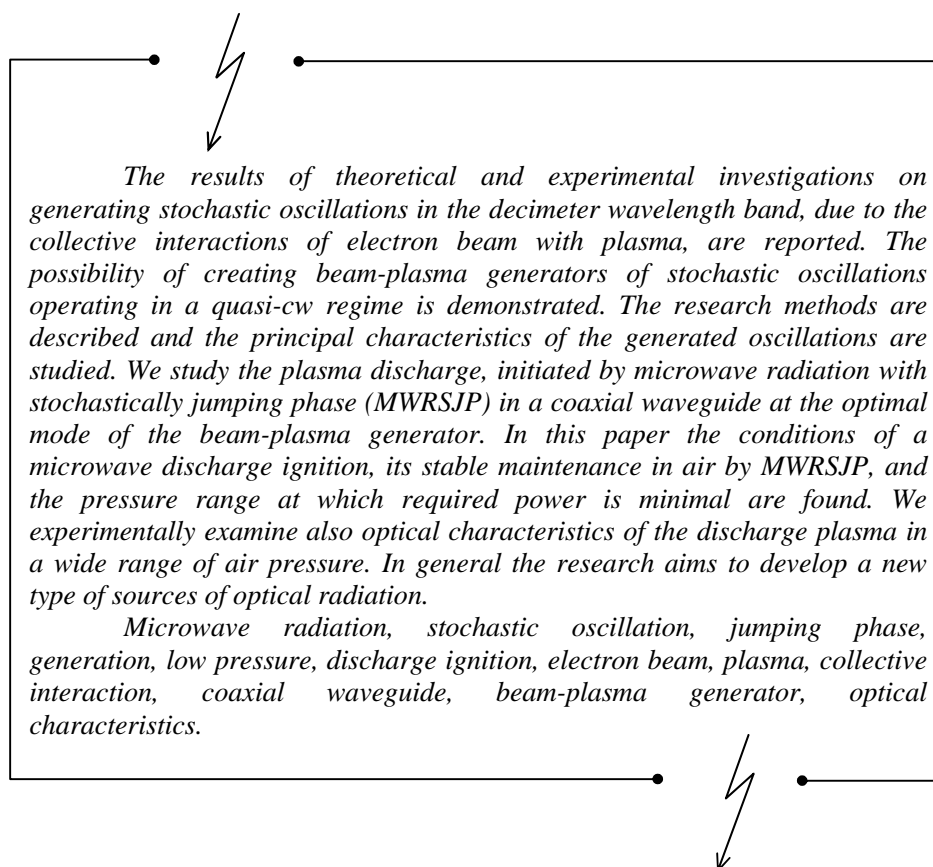 The results of theoretical and experimental investigations on
generating stochastic oscillations in the decimeter wavelength band, due to the
collective interactions of electron beam with plasma, are reported. The
possibility of creating beam-plasma generators of stochastic oscillations
operating in a quasi-cw regime is demonstrated. The research methods are
described and the principal characteristics of the generated oscillations are
studied. We study the plasma discharge, initiated by microwave radiation with
stochastically jumping phase (MWRSJP) in a coaxial waveguide at the optimal
mode of the beam-plasma generator. In this paper the conditions of a
microwave discharge ignition, its stable maintenance in air by MWRSJP, and
the pressure range at which required power is minimal are found. We
experimentally examine also optical characteristics of the discharge plasma in
a wide range of air pressure. In general the research aims to develop a new
type of sources of optical radiation.
Microwave radiation, stochastic oscillation, jumping phase,
generation, low pressure, discharge ignition, electron beam, plasma, collective
interaction, coaxial waveguide, beam-plasma generator, optical
characteristics.